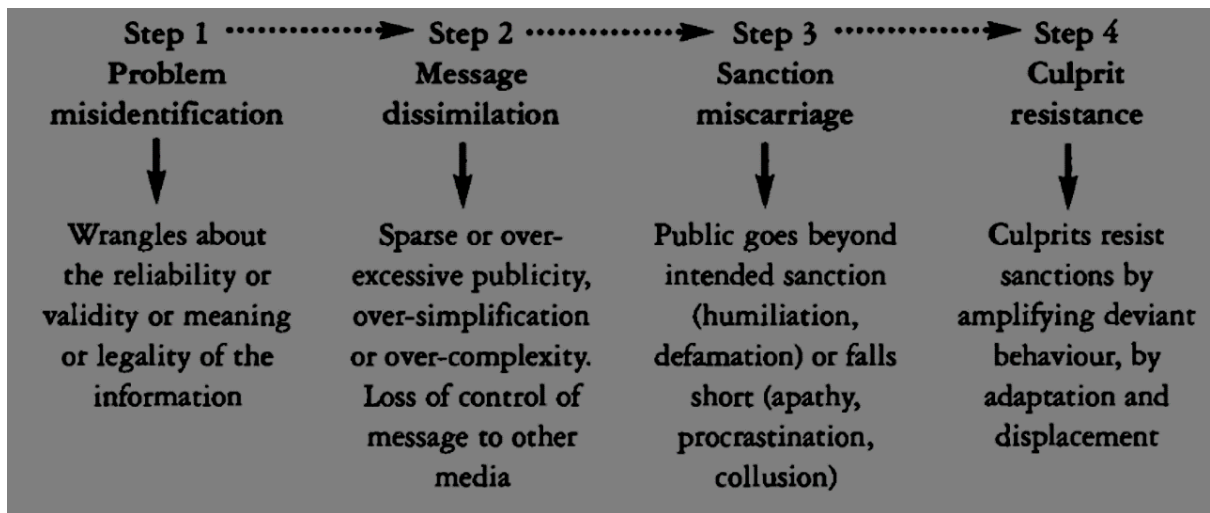 Step 1
Step 2
Step 3
Step 4
Problem
misidentification
Message
dissimilation
Sanction
miscarriage
Culprit
resistance
Wrangles about
the reliability or
validity or meaning
or legality of the
information
Sparse or over-
excessive publicity,
over-simplification
or over-complexity.
Loss of control of
message to other
media
Public goes beyond
intended sanction
(humiliation,
defamation) or falls
short (apathy,
procrastination,
collusion)
Culprits resist
sanctions by
amplifying deviant
behaviour, by
adaptation and
displacement